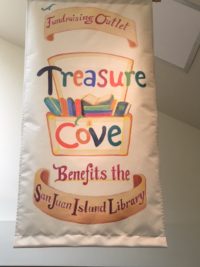 Fundraising Outlet
Treasure
Cove
Benefits the
San Juan Island Library